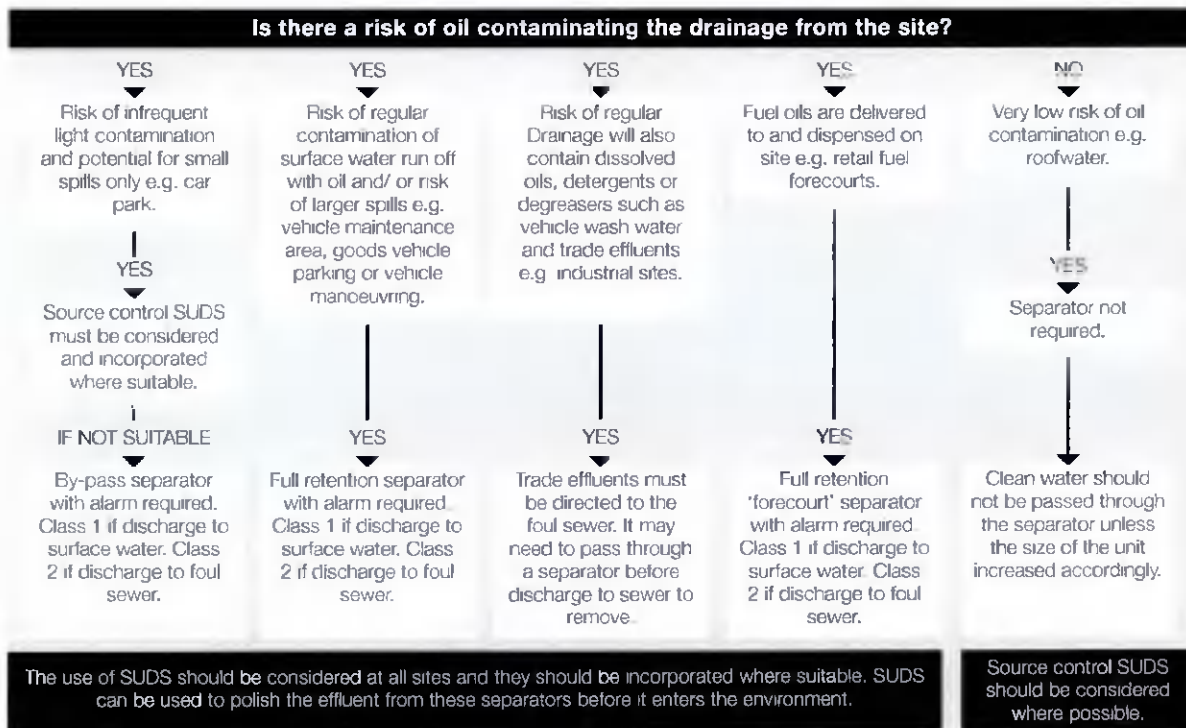 Is there a risk of oil contaminating the drainage from the site?
YES
Risk of infrequent
light contamination
and potential for small
spills only e.g. car
park.
YES
Source control SUDS
must be considered
and incorporated
where suitable.
IF NOT SUITABLE
By-pass separator
with alarm required.
Class 1 if discharge to
surface water. Class
2 if discharge to foul
sewer.
YES
Risk of regular
contamination of
surface water run off
with oil and/ or risk
of larger spills e.g.
vehicle maintenance
area, goods vehicle
parking or vehicle
manoeuvring.
YES
Full retention separator
with alarm required.
Class 1 if discharge to
surface water. Class
2 if discharge to foul
sewer.
YES
Risk of regular
Drainage will also
contain dissolved
oils, detergents or
degreasers such as
vehicle wash water
and trade effluents
e.g industrial sites.
YES
Trade effluents must
be directed to the
foul sewer. It may
need to pass through
a separator before
discharge to sewer to
remove
YES
Fuel oils are delivered
to and dispensed on
site e.g. retail fuel
forecourts.
YES
Full retention
'forecourt' separator
with alarm required
Class 1 if discharge to
surface water. Class
2 if discharge to foul
sewer.
NO
Very low risk of oil
contamination e.g.
roofwater.
YES
Separator not
required.
Clean water should
not be passed through
the separator unless
the size of the unit
increased accordingly.
The use of SUDS should be considered at all sites and they should be incorporated where suitable. SUDS
can be used to polish the effluent from these separators before it enters the environment.
Source control SUDS
should be considered
where possible.